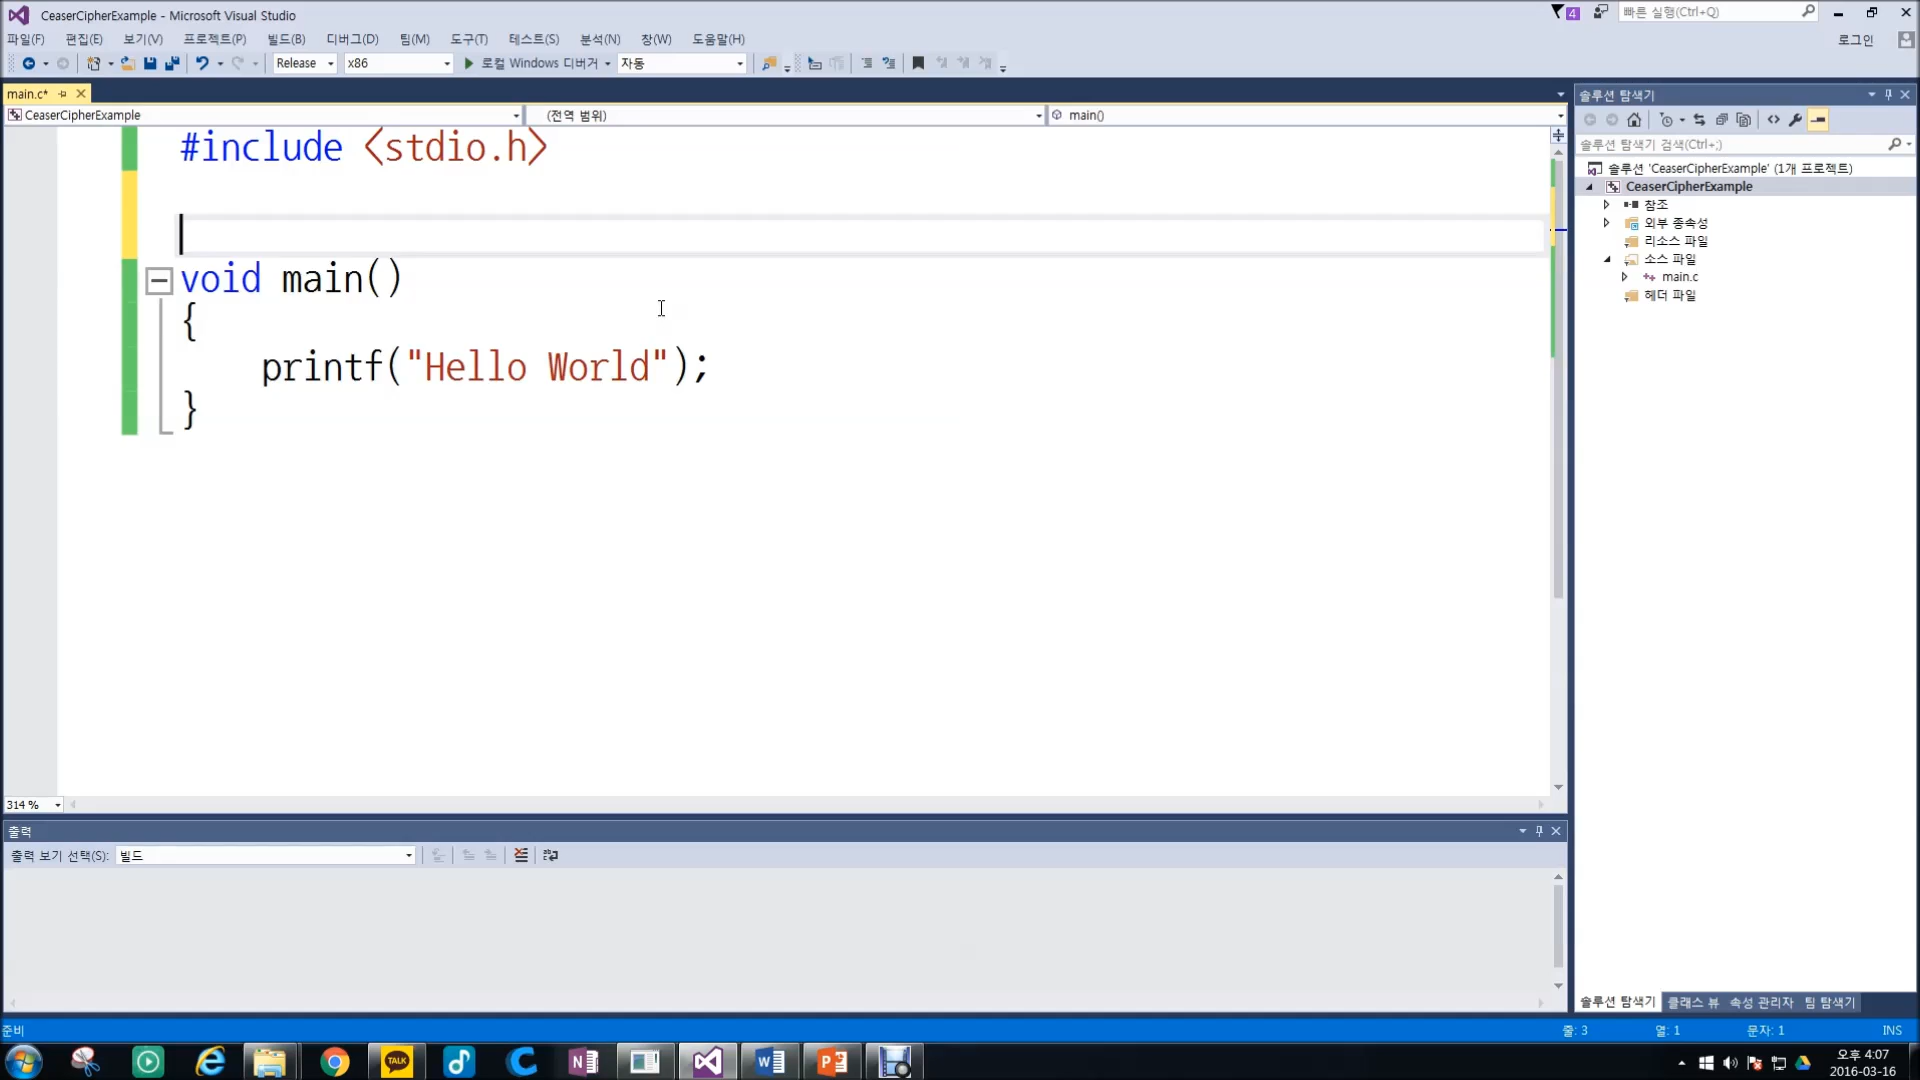 CeaserCipherExample - Microsoft Visual Studio
4
빠른 실행(Ctrl+Q)
파일(F) 편집(E) 보기(V) 프로젝트(P) 빌드(B) 디버그(D) 팀(M) 도구(T) 테스트(S) 분석(N) 창(W) 도움말(H)
로그인
Release x86 로컬 Windows 디버거 자동
main.c*
CeaserCipherExample (전역 범위) main()
#include <stdio.h>
void main()
{
printf("Hello World");
}
314 %
출력
출력 보기 선택(S): 빌드
솔루션 탐색기
솔루션 탐색기 검색(Ctrl+;)
솔루션 'CeaserCipherExample' (1개 프로젝트)
CeaserCipherExample
참조
외부 종속성
리소스 파일
소스 파일
main.c
헤더 파일
솔루션 탐색기 클래스 뷰 속성 관리자 팀 탐색기
준비 줄: 3 열: 1 문자: 1 INS
TALK
오후 4:07
2016-03-16